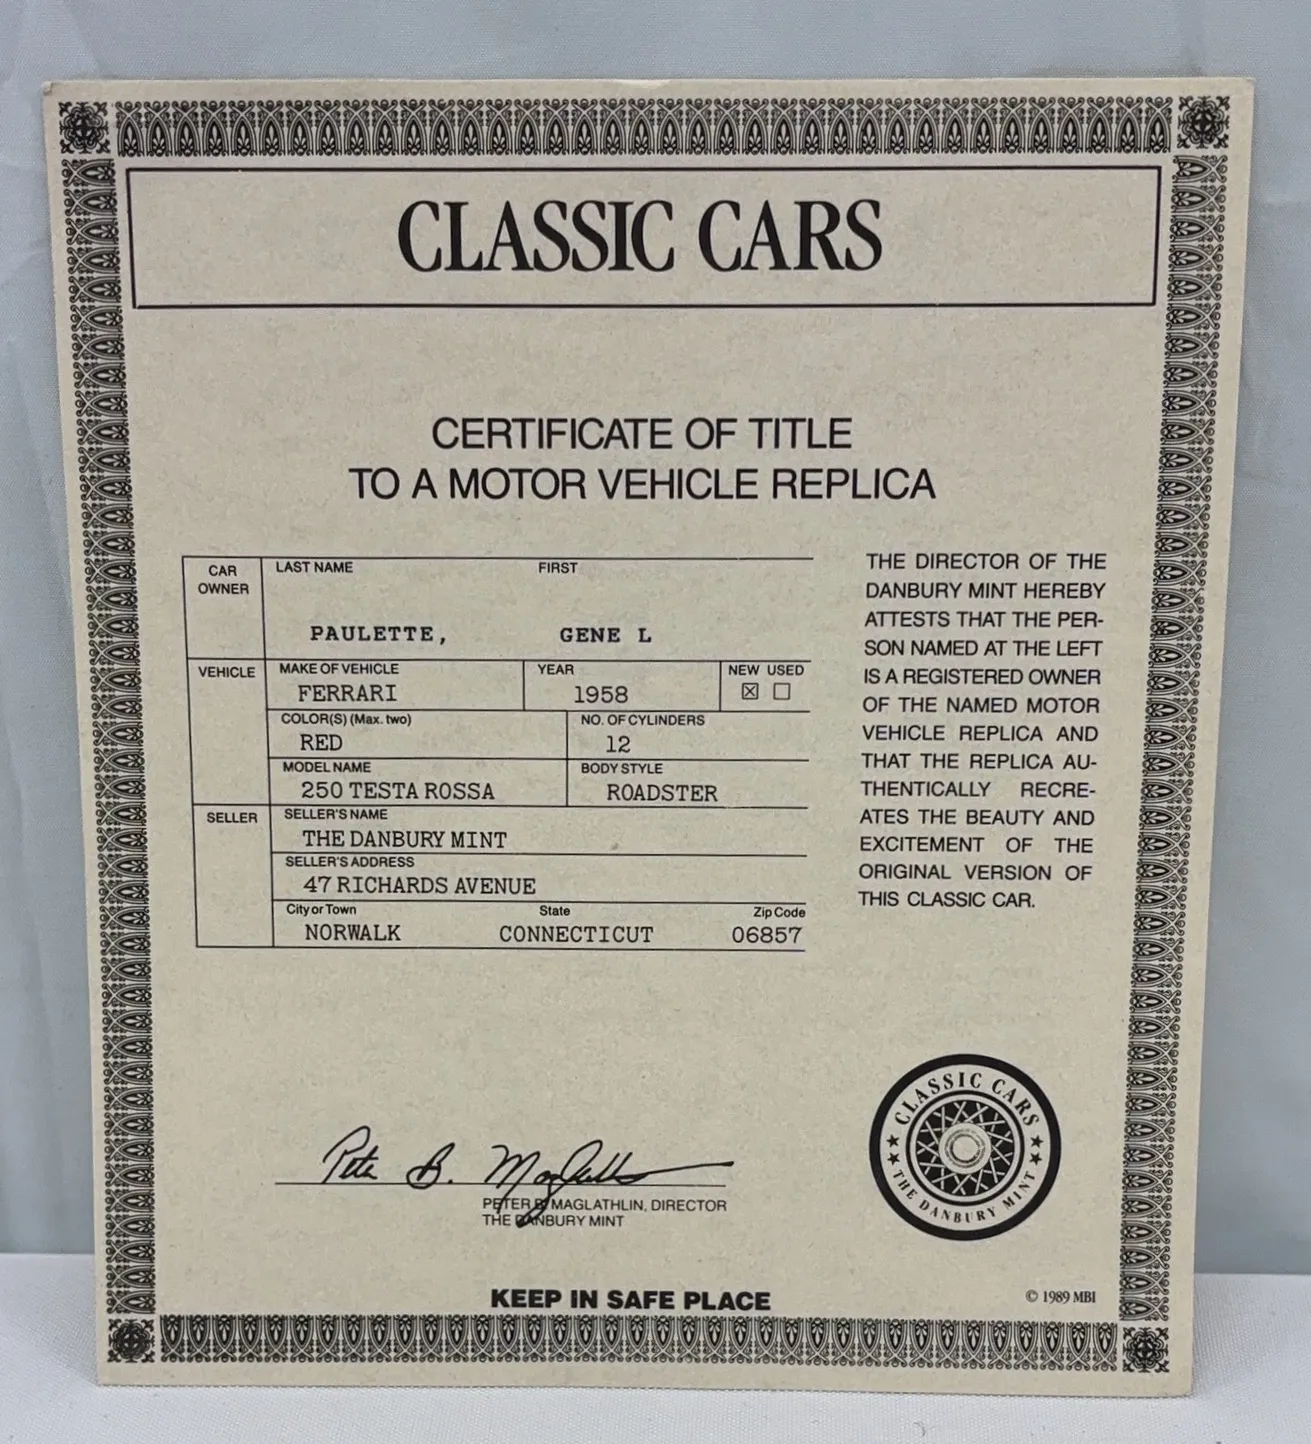 CLASSIC CARS
CERTIFICATE OF TITLE
TO A MOTOR VEHICLE REPLICA
CAR
OWNER
LAST NAME FIRST
PAULETTE, GENE L
VEHICLE
MAKE OF VEHICLE YEAR NEW USED
FERRARI 1958 ☒ ☐
COLOR(S) (Max. two) NO. OF CYLINDERS
RED 12
MODEL NAME BODY STYLE
250 TESTA ROSSA ROADSTER
SELLER
SELLER'S NAME
THE DANBURY MINT
SELLER'S ADDRESS
47 RICHARDS AVENUE
City or Town State Zip Code
NORWALK CONNECTICUT 06857
THE DIRECTOR OF THE
DANBURY MINT HEREBY
ATTESTS THAT THE PER-
SON NAMED AT THE LEFT
IS A REGISTERED OWNER
OF THE NAMED MOTOR
VEHICLE REPLICA AND
THAT THE REPLICA AU-
THENTICALLY RECRE-
ATES THE BEAUTY AND
EXCITEMENT OF THE
ORIGINAL VERSION OF
THIS CLASSIC CAR.
Pete B. Maglathlin
PETER B. MAGLATHLIN, DIRECTOR
THE DANBURY MINT
CLASSIC CARS
THE DANBURY MINT
KEEP IN SAFE PLACE
© 1989 MBI